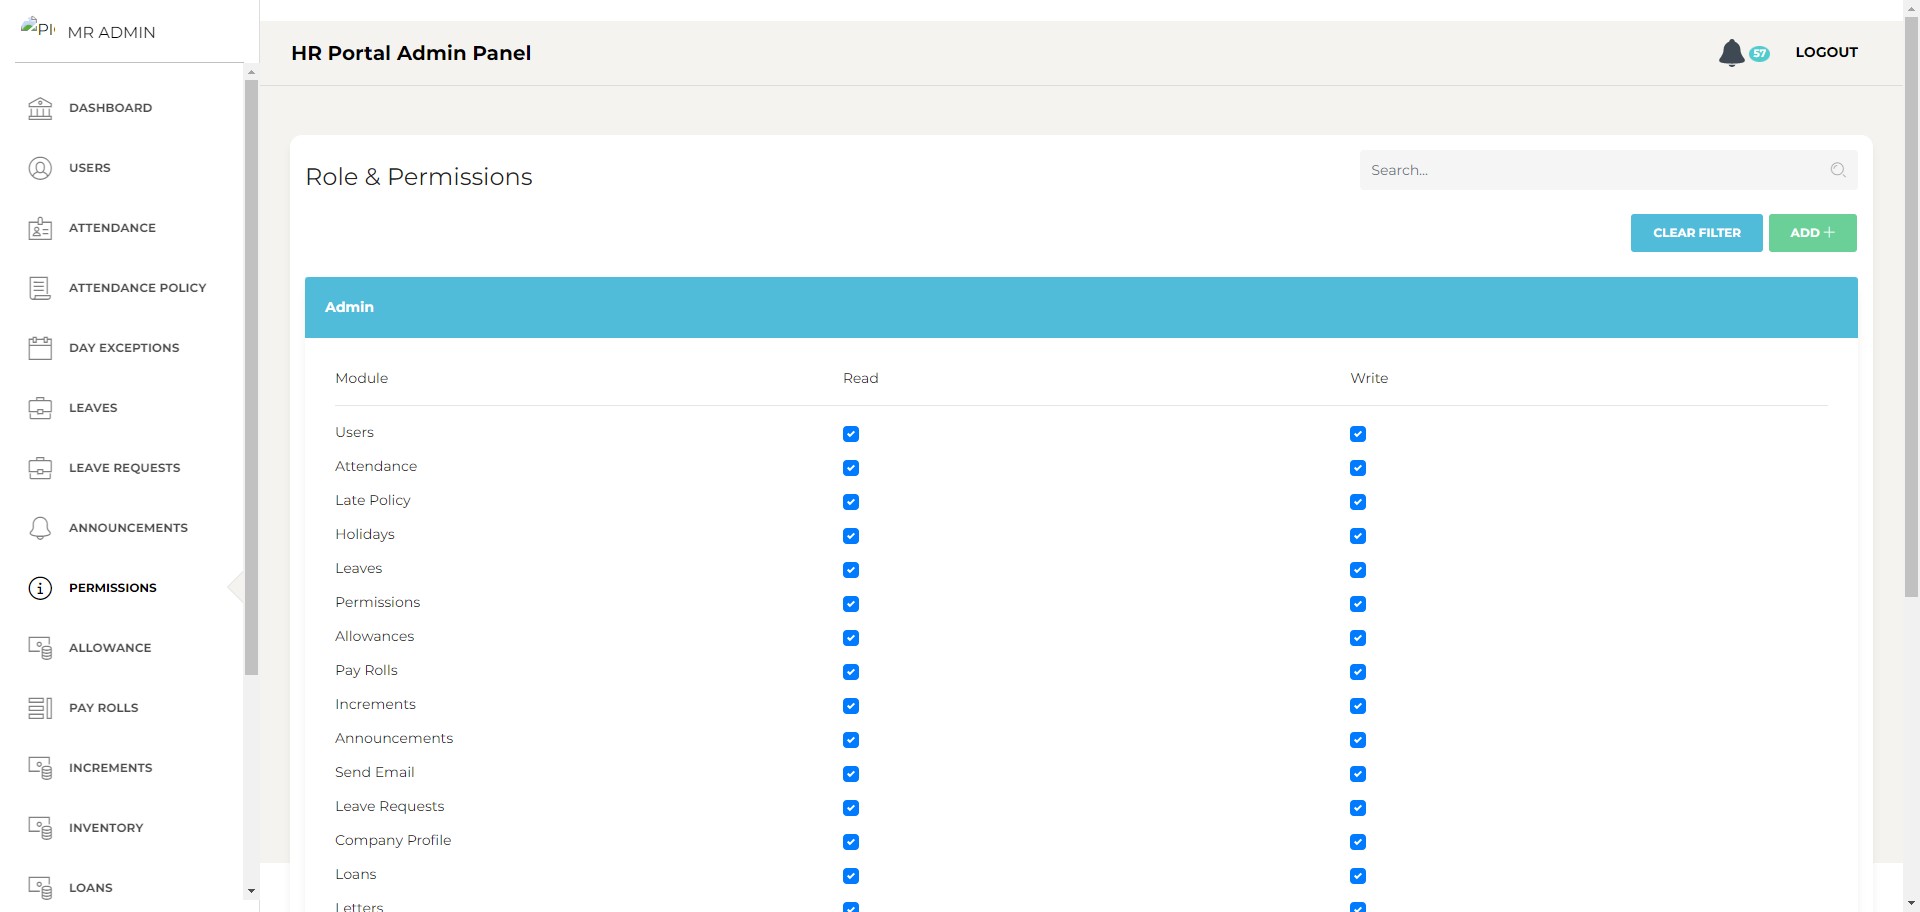 MR ADMIN
DASHBOARD
USERS
ATTENDANCE
ATTENDANCE POLICY
DAY EXCEPTIONS
LEAVES
LEAVE REQUESTS
ANNOUNCEMENTS
PERMISSIONS
ALLOWANCE
PAY ROLLS
INCREMENTS
INVENTORY
LOANS
HR Portal Admin Panel
57
LOGOUT
Role & Permissions
Search...
CLEAR FILTER
ADD +
Admin
Module Read Write
Users
Attendance
Late Policy
Holidays
Leaves
Permissions
Allowances
Pay Rolls
Increments
Announcements
Send Email
Leave Requests
Company Profile
Loans
Letters